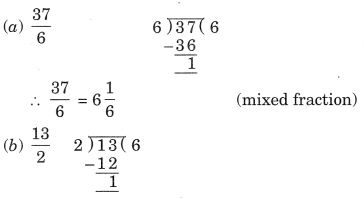 (a) 37/6    6 ) 37 ( 6
−36
1
∴ 37/6 = 6 1/6    (mixed fraction)
(b) 13/2    2 ) 13 ( 6
−12
1